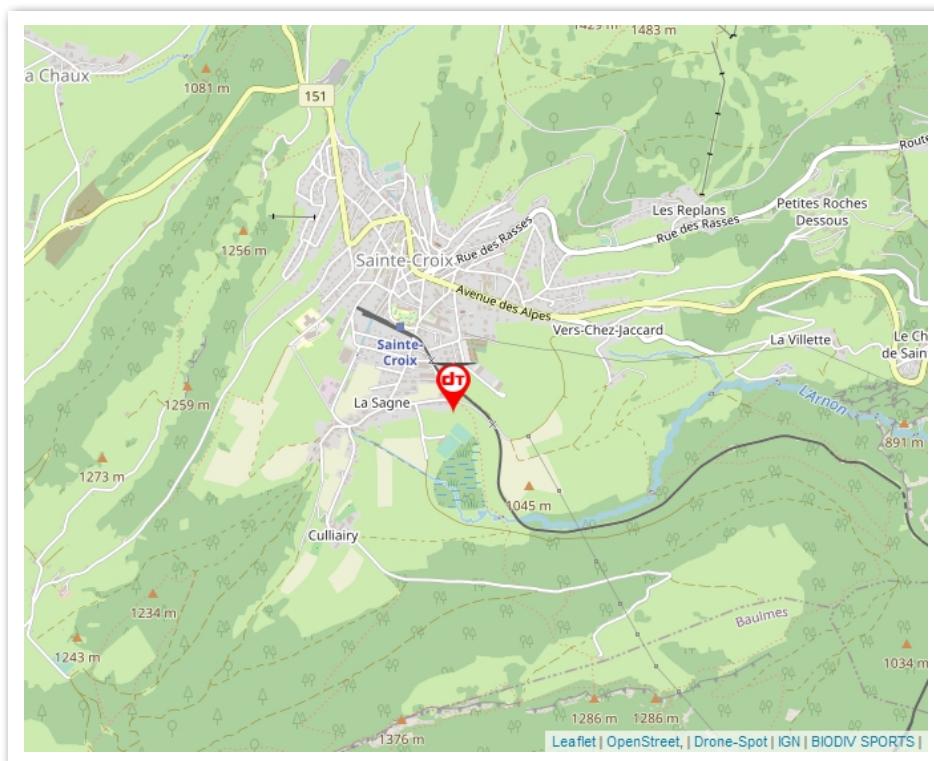 1429 m
1483 m
a Chaux
1081 m
151
Route
Les Replans
Petites Roches
Dessous
Rue des Rasses
Rue des Rasses
1256 m
Sainte-Croix
Avenue des Alpes
Vers-Chez-Jaccard
La Villette
Le Ch
de Saint
Sainte-
Croix
dT
1259 m
La Sagne
L'Arnon
891 m
1273 m
1045 m
Culliairy
1234 m
Baulmes
1243 m
1034 m
1286 m
1286 m
1376 m
Leaflet | OpenStreet, | Drone-Spot | IGN | BIODIV SPORTS |